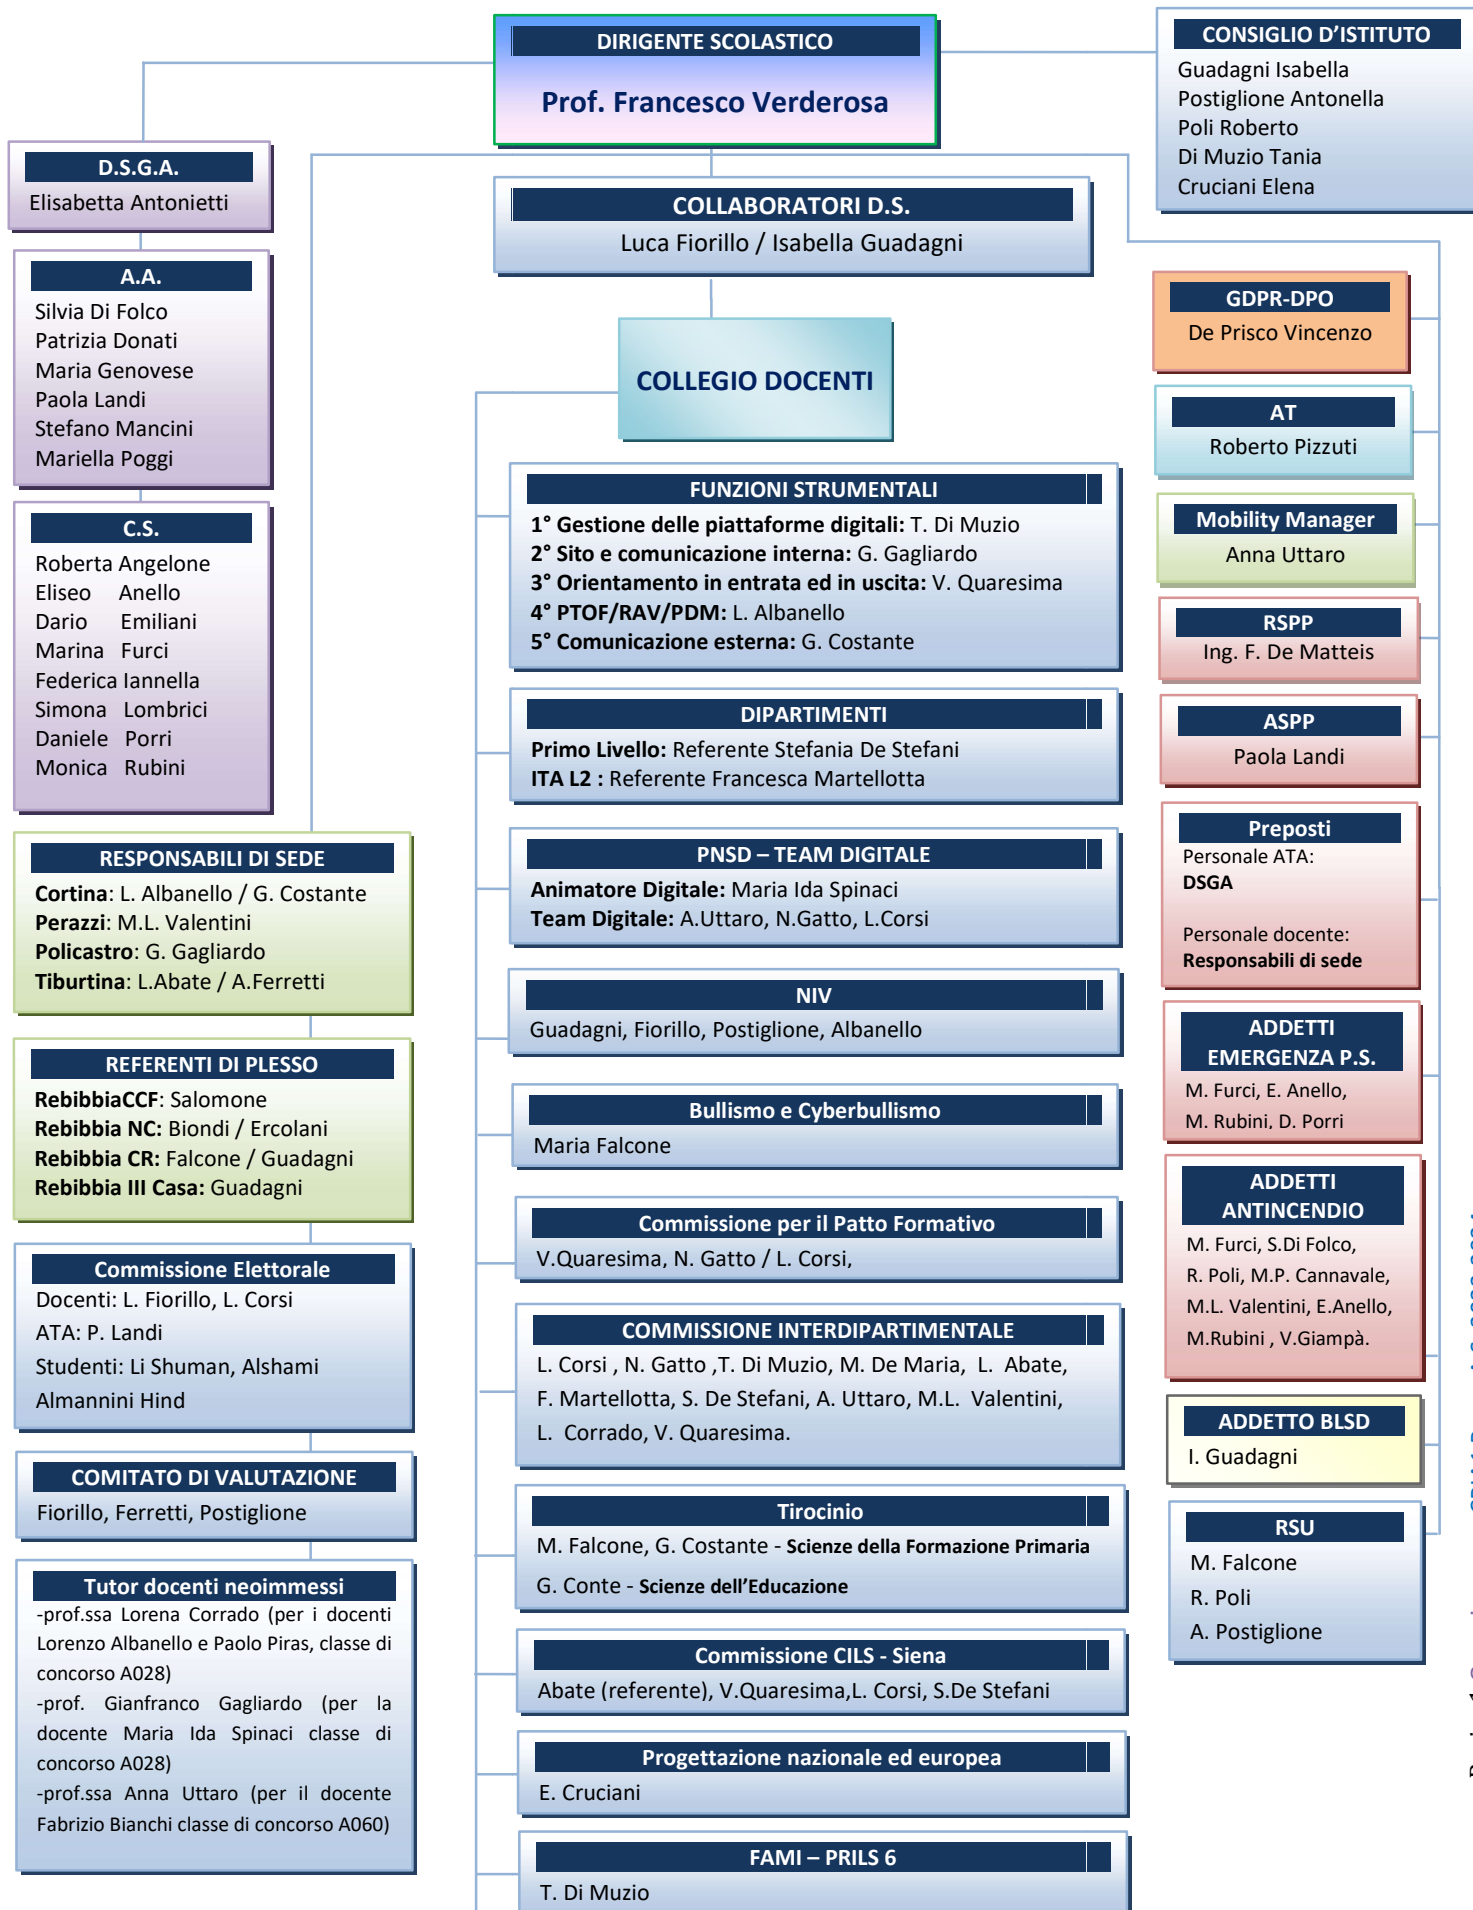 DIRIGENTE SCOLASTICO
Prof. Francesco Verderosa
CONSIGLIO D’ISTITUTO
Guadagni Isabella
Postiglione Antonella
Poli Roberto
Di Muzio Tania
Cruciani Elena
D.S.G.A.
Elisabetta Antonietti
COLLABORATORI D.S.
Luca Fiorillo / Isabella Guadagni
A.A.
Silvia Di Folco
Patrizia Donati
Maria Genovese
Paola Landi
Stefano Mancini
Mariella Poggi
C.S.
Roberta Angelone
Eliseo Anello
Dario Emiliani
Marina Furci
Federica Iannella
Simona Lombrici
Daniele Porri
Monica Rubini
RESPONSABILI DI SEDE
Cortina: L. Albanello / G. Costante
Perazzi: M.L. Valentini
Policastro: G. Gagliardo
Tiburtina: L.Abate / A.Ferretti
REFERENTI DI PLESSO
RebibbiaCCF: Salomone
Rebibbia NC: Biondi / Ercolani
Rebibbia CR: Falcone / Guadagni
Rebibbia III Casa: Guadagni
Commissione Elettorale
Docenti: L. Fiorillo, L. Corsi
ATA: P. Landi
Studenti: Li Shuman, Alshami
Almannini Hind
COMITATO DI VALUTAZIONE
Fiorillo, Ferretti, Postiglione
Tutor docenti neoimmessi
-prof.ssa Lorena Corrado (per i docenti
Lorenzo Albanello e Paolo Piras, classe di
concorso A028)
-prof. Gianfranco Gagliardo (per la
docente Maria Ida Spinaci classe di
concorso A028)
-prof.ssa Anna Uttaro (per il docente
Fabrizio Bianchi classe di concorso A060)
COLLEGIO DOCENTI
FUNZIONI STRUMENTALI
1° Gestione delle piattaforme digitali: T. Di Muzio
2° Sito e comunicazione interna: G. Gagliardo
3° Orientamento in entrata ed in uscita: V. Quaresima
4° PTOF/RAV/PDM: L. Albanello
5° Comunicazione esterna: G. Costante
DIPARTIMENTI
Primo Livello: Referente Stefania De Stefani
ITA L2 : Referente Francesca Martellotta
PNSD – TEAM DIGITALE
Animatore Digitale: Maria Ida Spinaci
Team Digitale: A.Uttaro, N.Gatto, L.Corsi
NIV
Guadagni, Fiorillo, Postiglione, Albanello
Bullismo e Cyberbullismo
Maria Falcone
Commissione per il Patto Formativo
V.Quaresima, N. Gatto / L. Corsi,
COMMISSIONE INTERDIPARTIMENTALE
L. Corsi , N. Gatto ,T. Di Muzio, M. De Maria, L. Abate,
F. Martellotta, S. De Stefani, A. Uttaro, M.L. Valentini,
L. Corrado, V. Quaresima.
Tirocinio
M. Falcone, G. Costante - Scienze della Formazione Primaria
G. Conte - Scienze dell’Educazione
Commissione CILS - Siena
Abate (referente), V.Quaresima,L. Corsi, S.De Stefani
Progettazione nazionale ed europea
E. Cruciani
FAMI – PRILS 6
T. Di Muzio
GDPR-DPO
De Prisco Vincenzo
AT
Roberto Pizzuti
Mobility Manager
Anna Uttaro
RSPP
Ing. F. De Matteis
ASPP
Paola Landi
Preposti
Personale ATA:
DSGA
Personale docente:
Responsabili di sede
ADDETTI
EMERGENZA P.S.
M. Furci, E. Anello,
M. Rubini, D. Porri
ADDETTI
ANTINCENDIO
M. Furci, S.Di Folco,
R. Poli, M.P. Cannavale,
M.L. Valentini, E.Anello,
M.Rubini , V.Giampà.
ADDETTO BLSD
I. Guadagni
RSU
M. Falcone
R. Poli
A. Postiglione